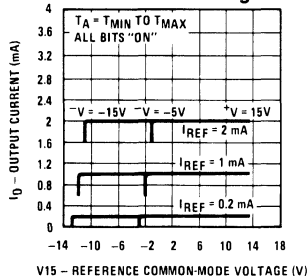 TA = TMIN TO TMAX
ALL BITS "ON"
4
3.6
3.2
2.8
2.4
2
1.6
1.2
0.8
0.4
0
IO – OUTPUT CURRENT (mA)
–V = –15V –V = –5V +V = 15V
IREF = 2 mA
IREF = 1 mA
IREF = 0.2 mA
–14 –10 –6 –2 2 6 10 14 18
V15 – REFERENCE COMMON-MODE VOLTAGE (V)